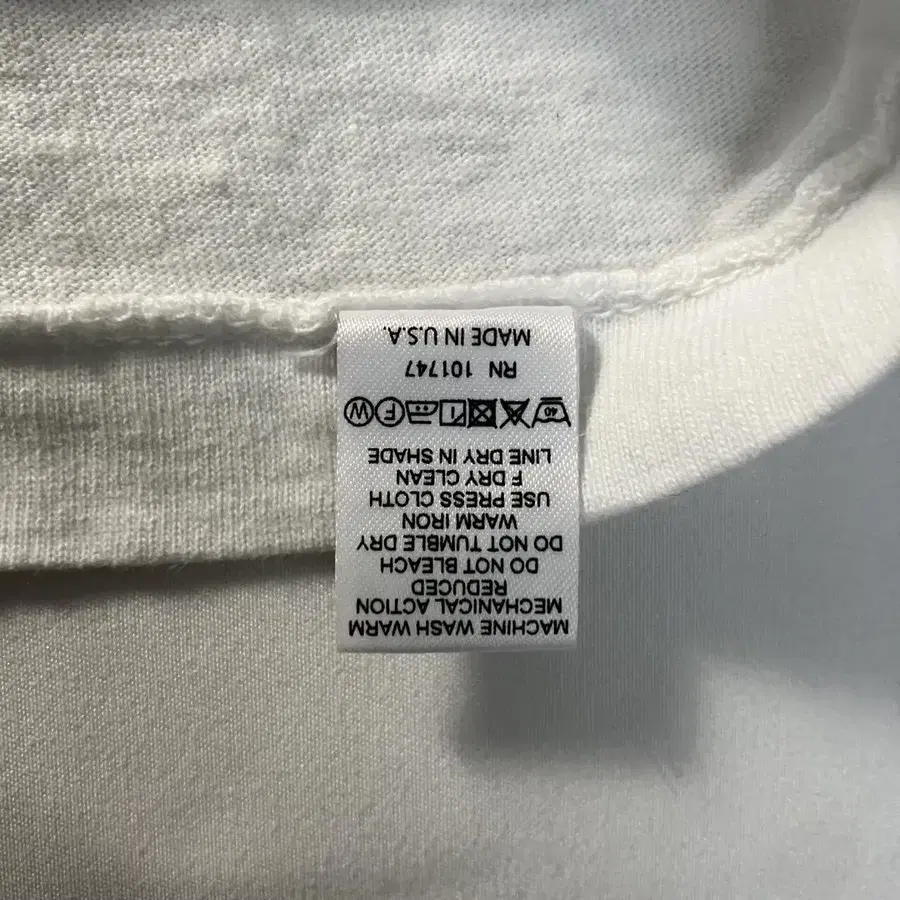 MACHINE WASH WARM
MECHANICAL ACTION
REDUCED
DO NOT BLEACH
DO NOT TUMBLE DRY
WARM IRON
USE PRESS CLOTH
F DRY CLEAN
LINE DRY IN SHADE
40 F W
RN 101747
MADE IN U.S.A.